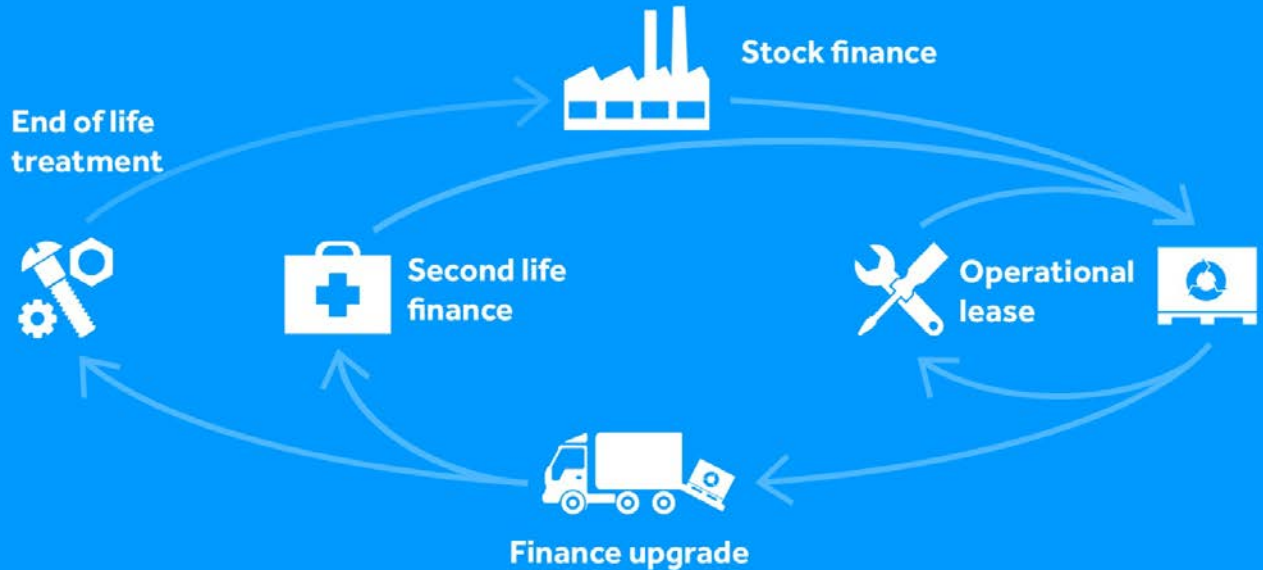 Stock finance
End of life
treatment
Second life
finance
Operational
lease
Finance upgrade